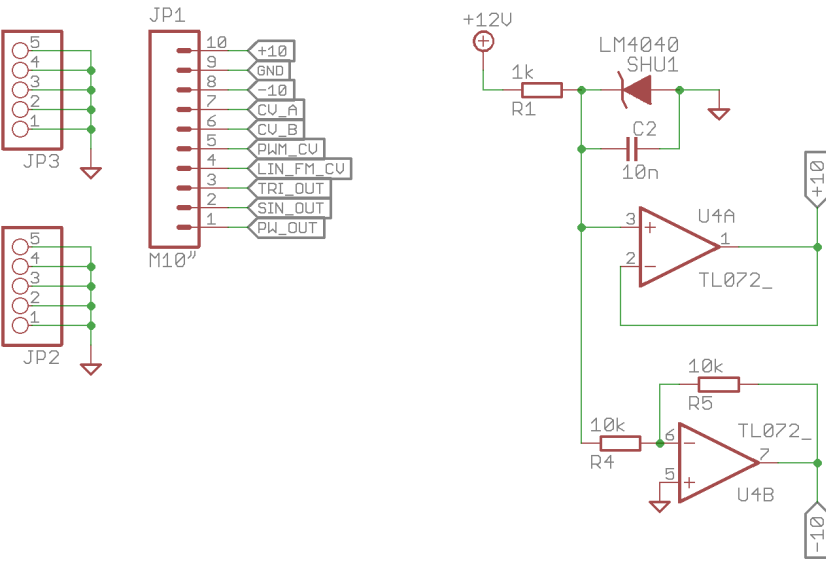 JP1
10 +10
9 GND
8 -10
7 CV_A
6 CV_B
5 PWM_CV
4 LIN_FM_CV
3 TRI_OUT
2 SIN_OUT
1 PW_OUT
M10"
5
4
3
2
1
JP3
5
4
3
2
1
JP2
+12V
1k
R1
LM4040
SHU1
C2
10n
+10
U4A
3 +
2 -
1
TL072_
10k
R5
10k
R4
TL072_
6 -
5 +
7
U4B
-10